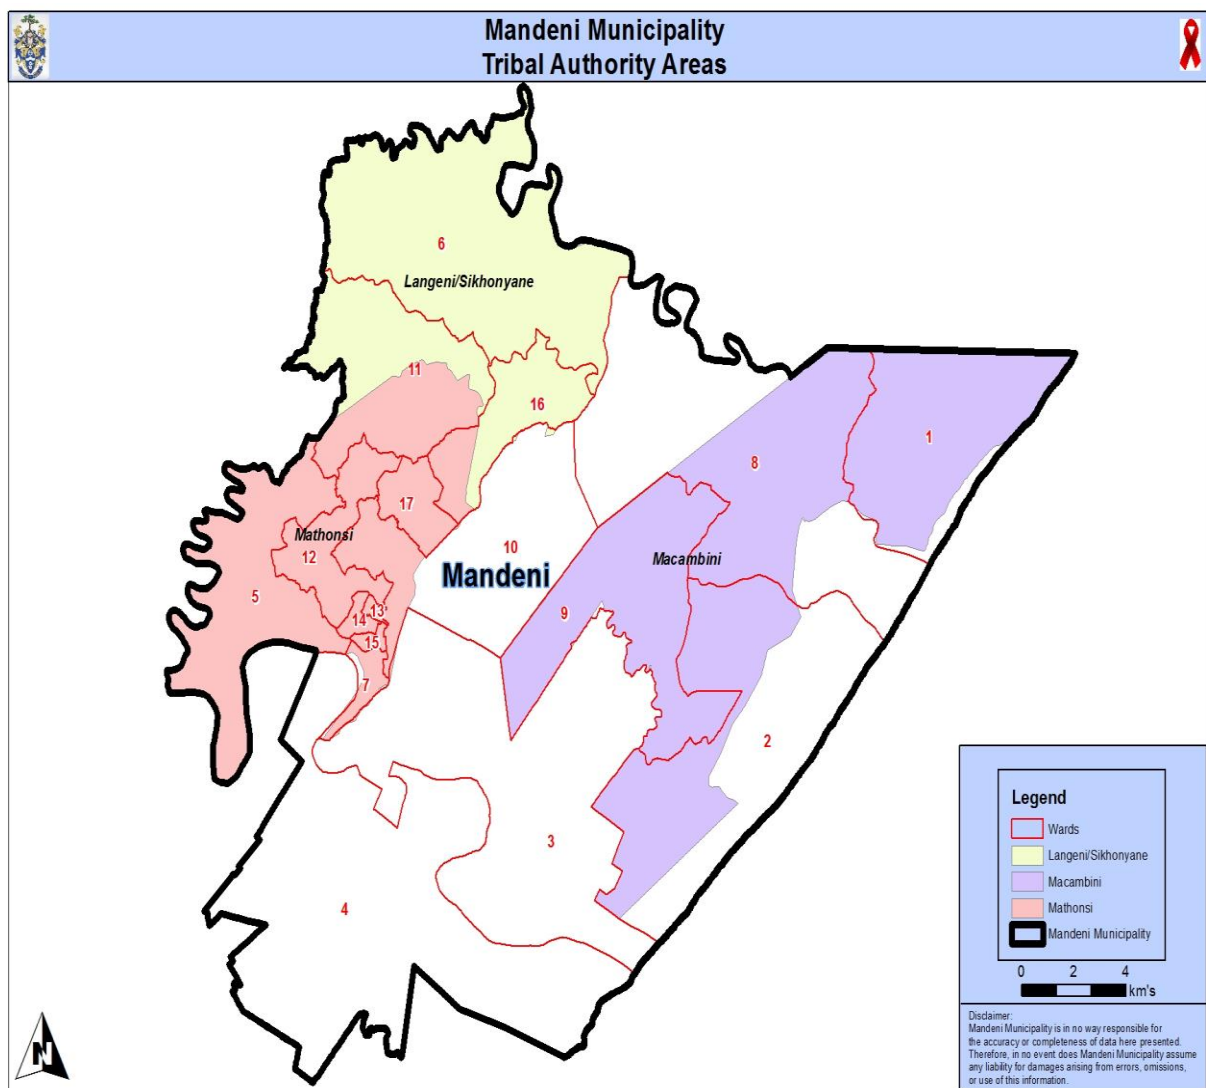 Mandeni Municipality
Tribal Authority Areas
6
Langeni/Sikhonyane
11
16
1
8
17
Mathonsi
12
10
Macambini
Mandeni
5
9
13
14
15
7
2
3
4
Legend
Wards
Langeni/Sikhonyane
Macambini
Mathonsi
Mandeni Municipality
0 2 4
km's
N
Disclaimer:
Mandeni Municipality is in no way responsible for
the accuracy or completeness of data here presented.
Therefore, in no event does Mandeni Municipality assume
any liability for damages arising from errors, omissions,
or use of this information.